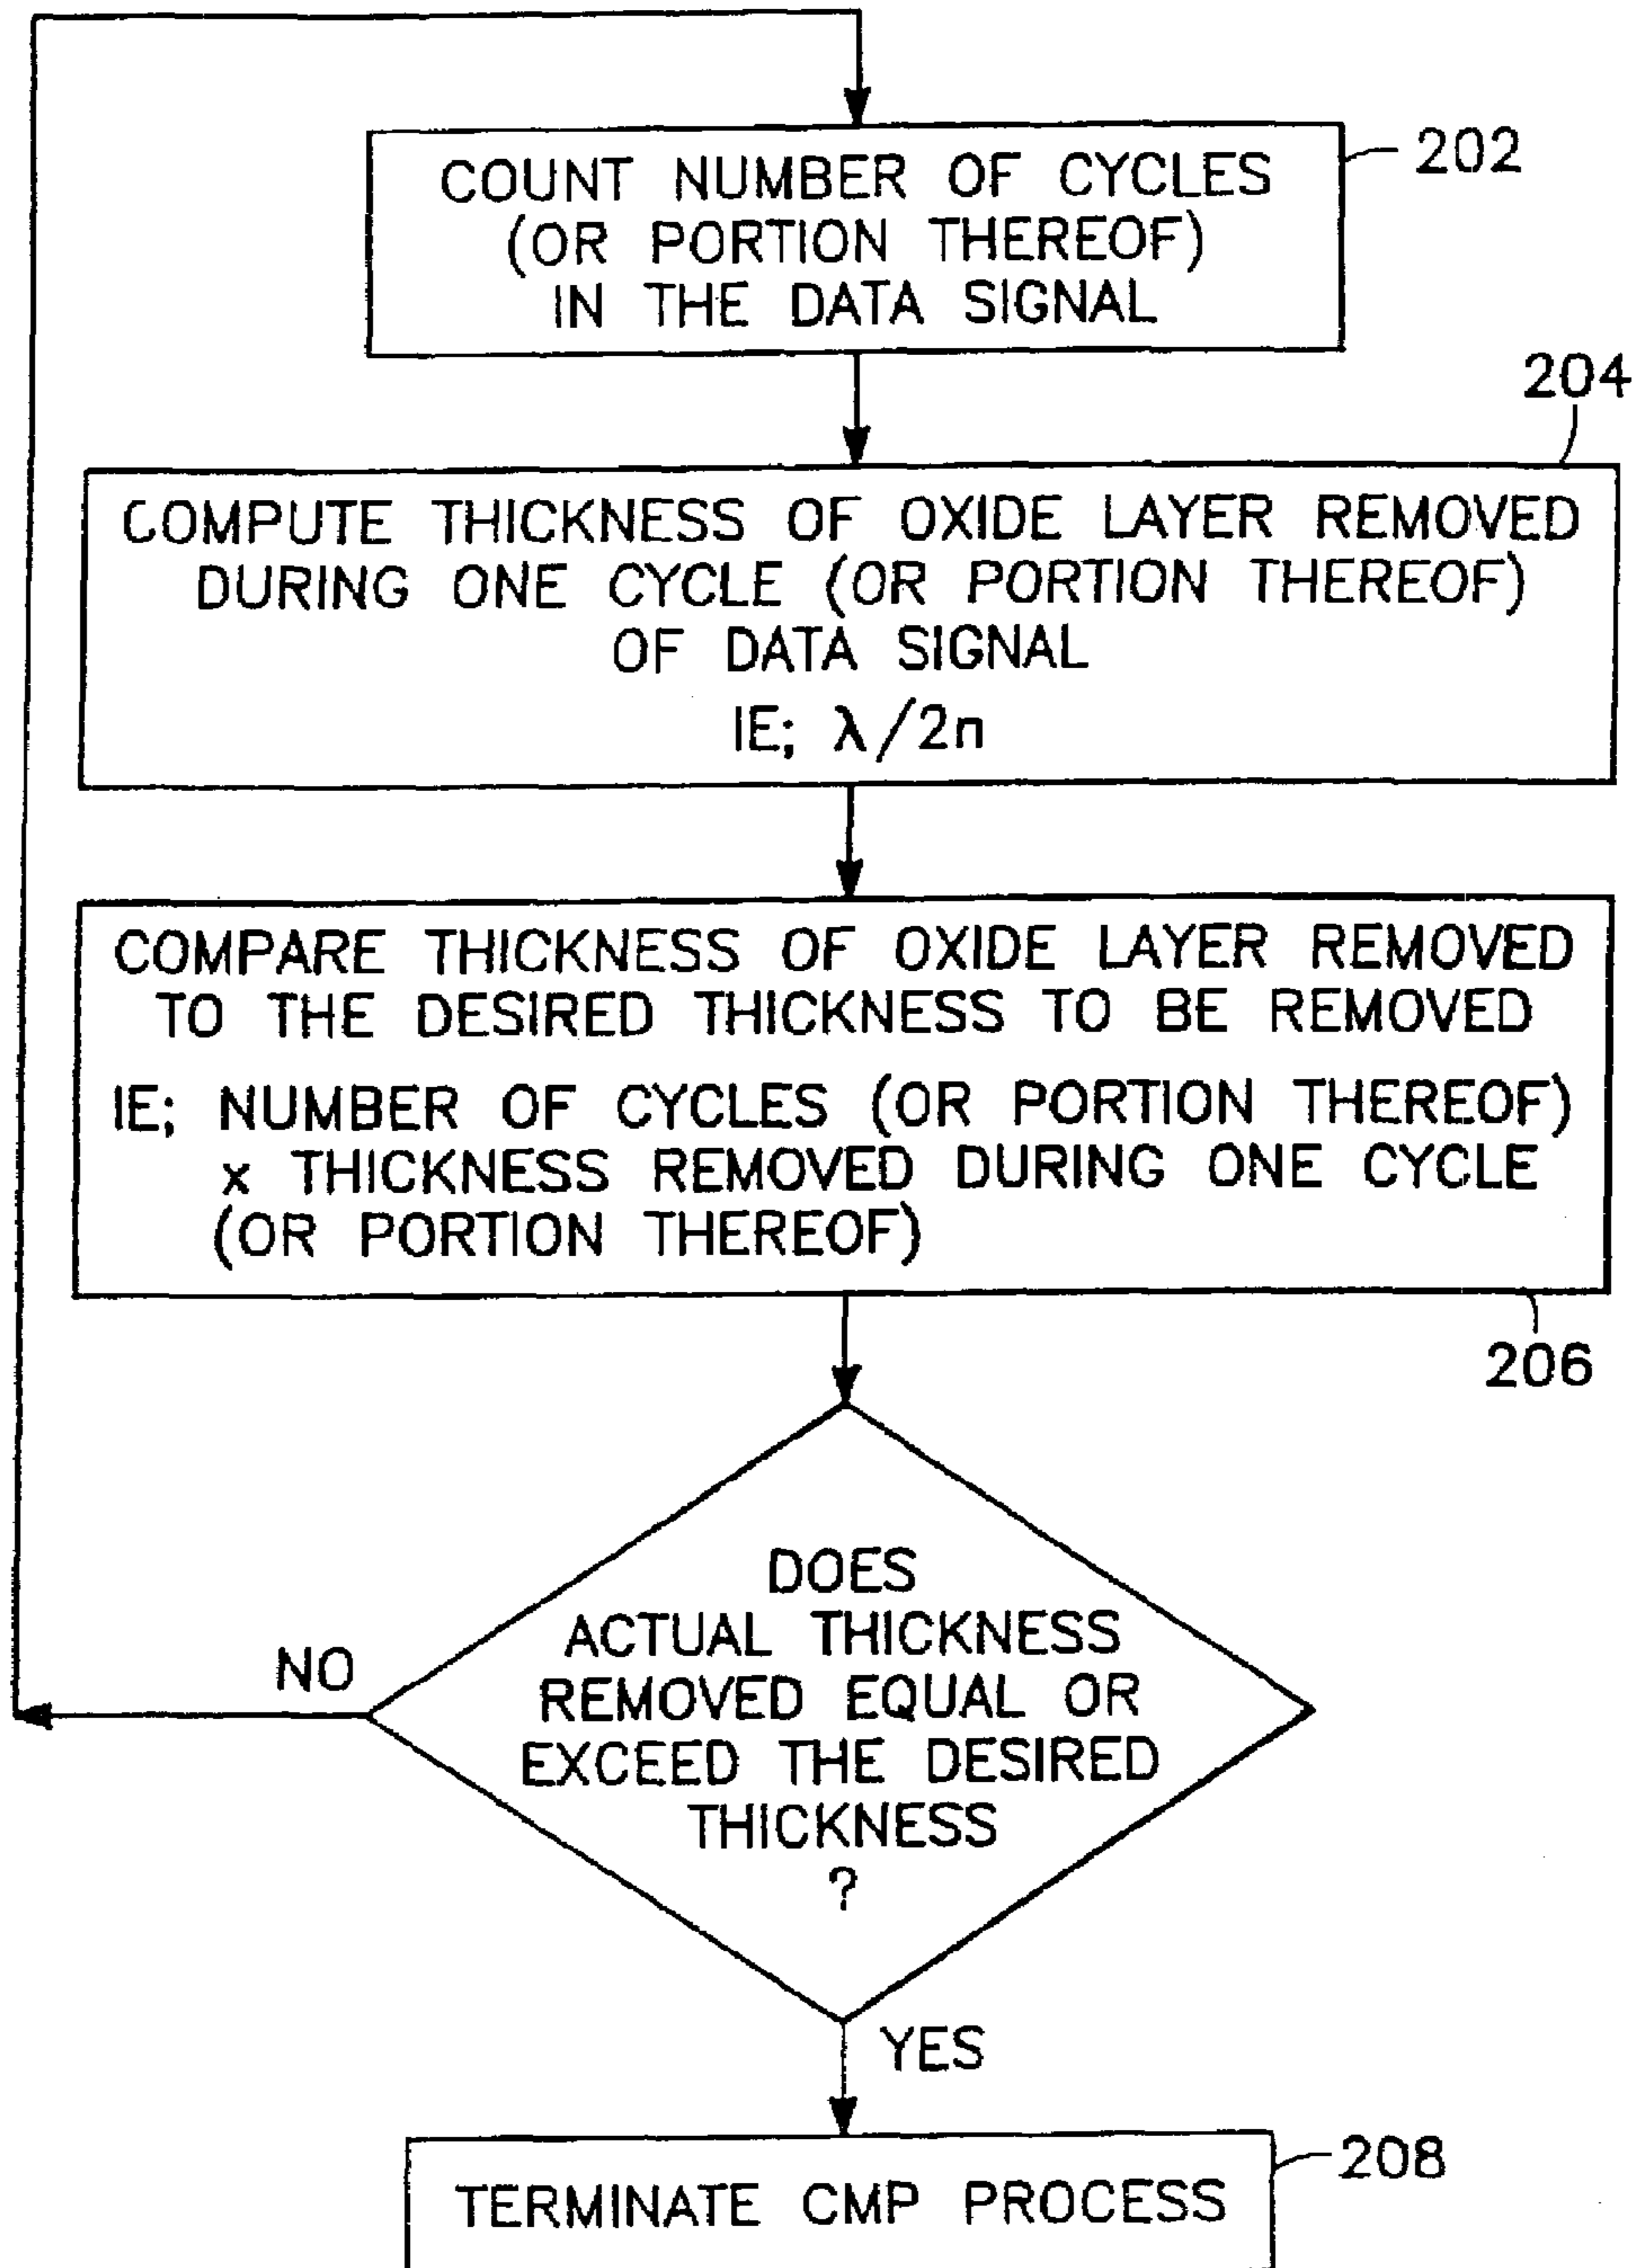 COUNT NUMBER OF CYCLES
(OR PORTION THEREOF)
IN THE DATA SIGNAL
202
204
COMPUTE THICKNESS OF OXIDE LAYER REMOVED
DURING ONE CYCLE (OR PORTION THEREOF)
OF DATA SIGNAL
IE; λ/2n
COMPARE THICKNESS OF OXIDE LAYER REMOVED
TO THE DESIRED THICKNESS TO BE REMOVED
IE; NUMBER OF CYCLES (OR PORTION THEREOF)
x THICKNESS REMOVED DURING ONE CYCLE
(OR PORTION THEREOF)
206
DOES
ACTUAL THICKNESS
REMOVED EQUAL OR
EXCEED THE DESIRED
THICKNESS
?
NO
YES
208
TERMINATE CMP PROCESS